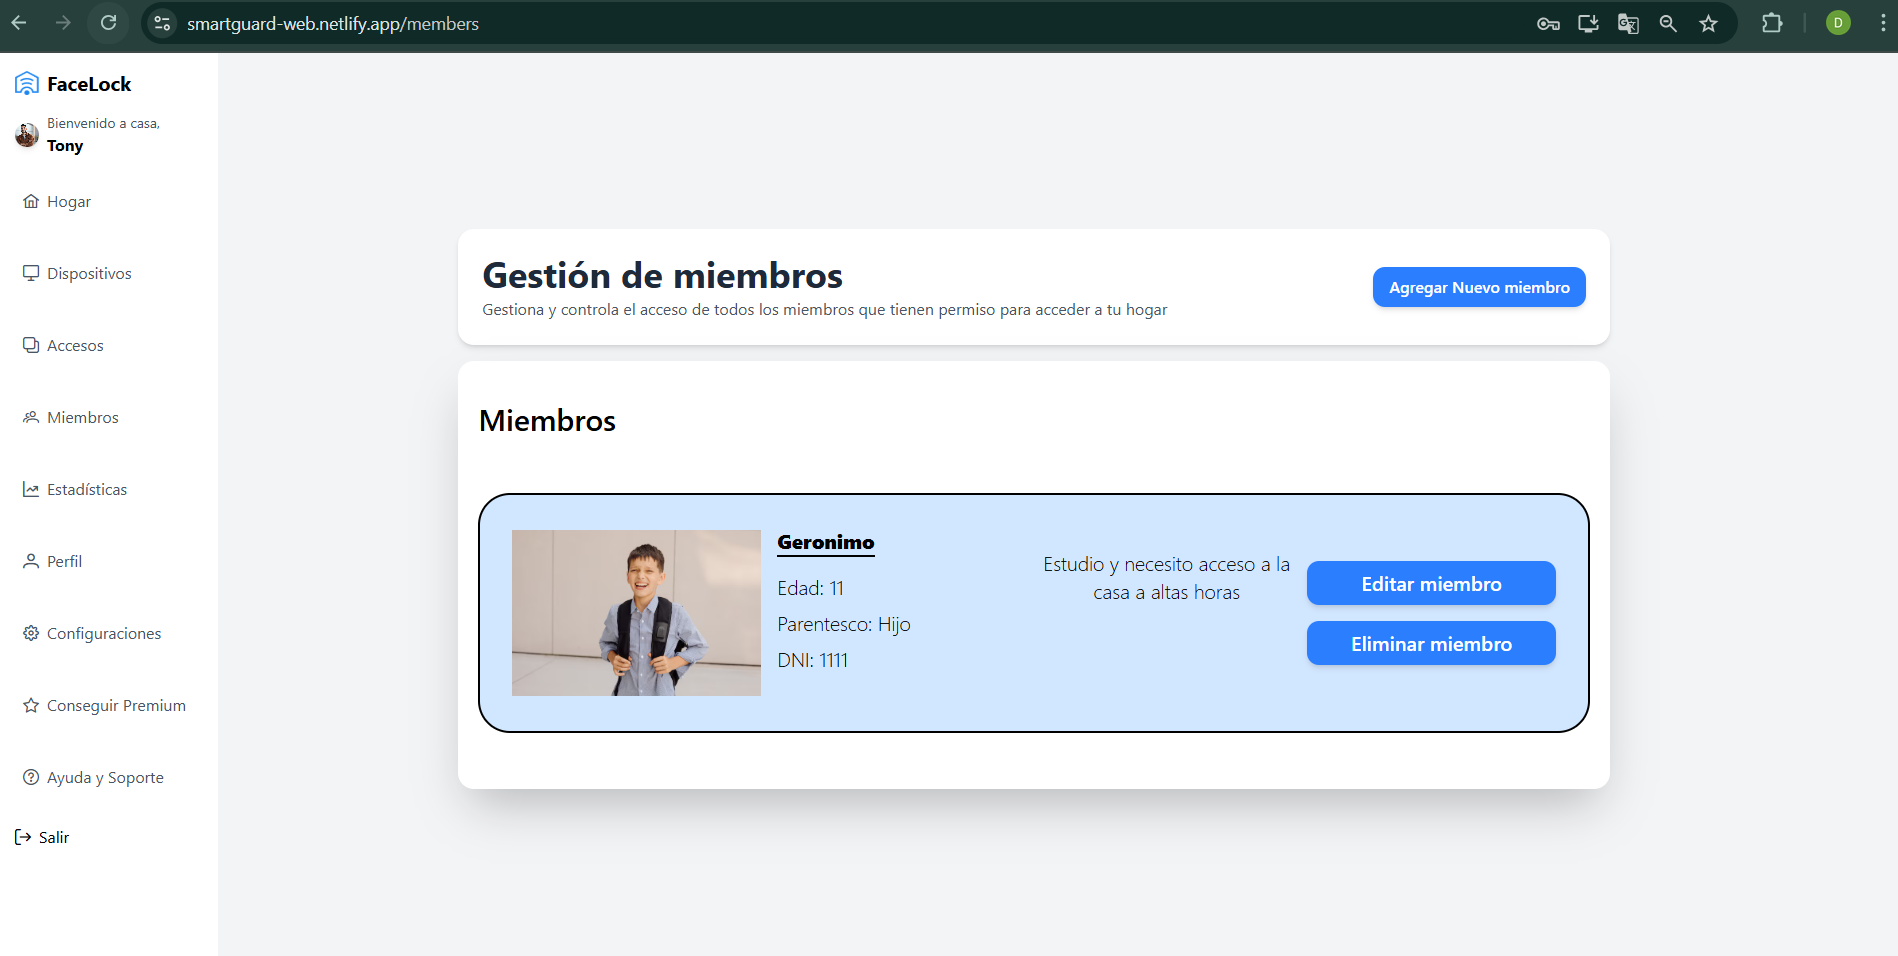 smartguard-web.netlify.app/members
D
FaceLock
Bienvenido a casa,
Tony
Hogar
Dispositivos
Accesos
Miembros
Estadísticas
Perfil
Configuraciones
Conseguir Premium
Ayuda y Soporte
Salir
Gestión de miembros
Gestiona y controla el acceso de todos los miembros que tienen permiso para acceder a tu hogar
Agregar Nuevo miembro
Miembros
Geronimo
Edad: 11
Parentesco: Hijo
DNI: 1111
Estudio y necesito acceso a la
casa a altas horas
Editar miembro
Eliminar miembro